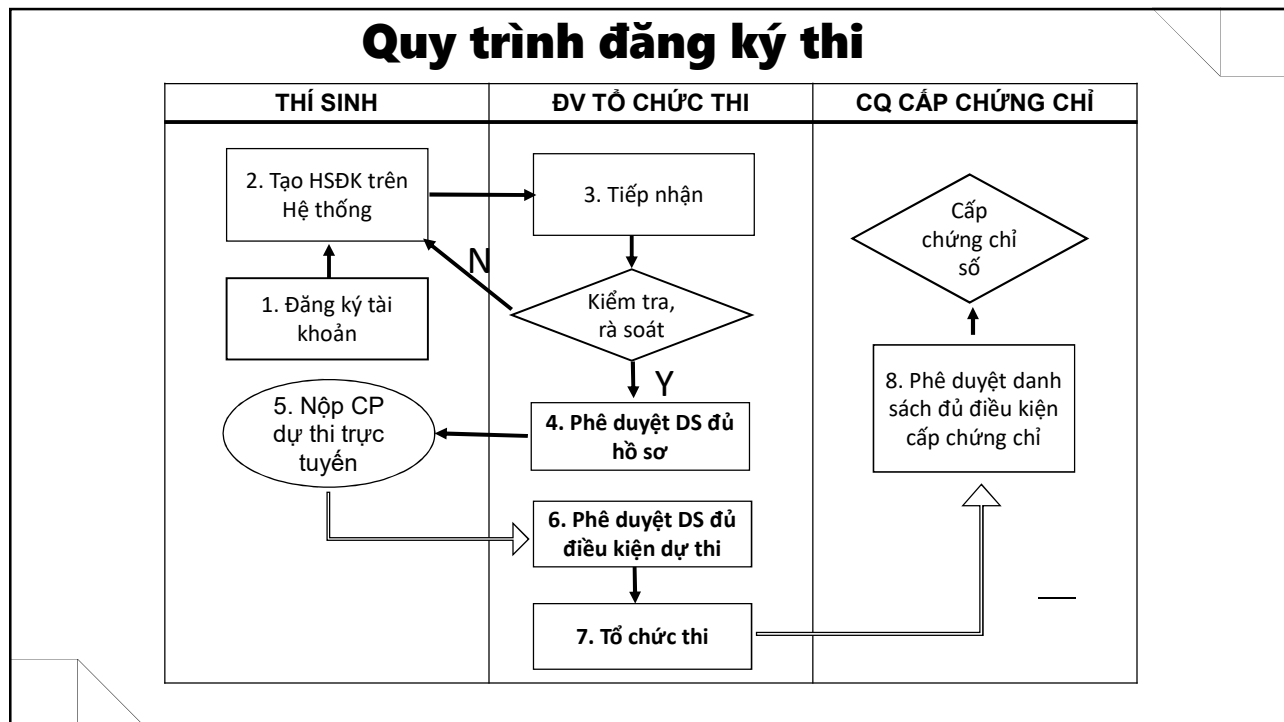 Quy trình đăng ký thi
THÍ SINH
ĐV TỔ CHỨC THI
CQ CẤP CHỨNG CHỈ
2. Tạo HSĐK trên
Hệ thống
3. Tiếp nhận
Cấp
chứng chỉ
số
N
1. Đăng ký tài
khoản
Kiểm tra,
rà soát
Y
8. Phê duyệt danh
sách đủ điều kiện
cấp chứng chỉ
5. Nộp CP
dự thi trực
tuyến
4. Phê duyệt DS đủ
hồ sơ
6. Phê duyệt DS đủ
điều kiện dự thi
7. Tổ chức thi